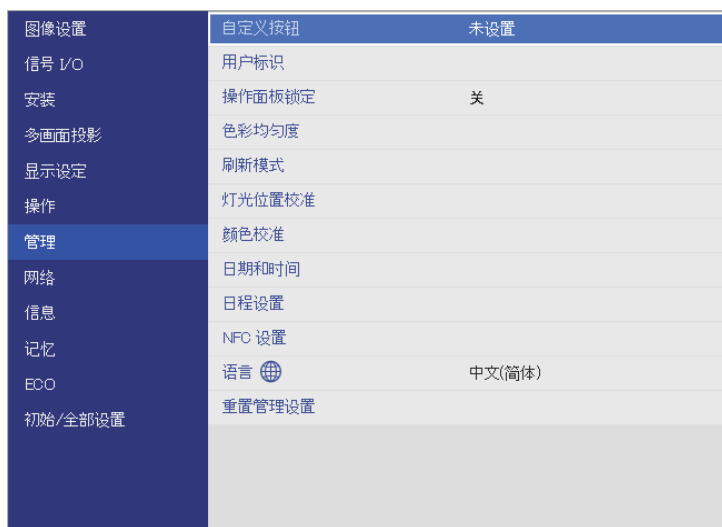 图像设置
信号 I/O
安装
多画面投影
显示设定
操作
管理
网络
信息
记忆
ECO
初始/全部设置
自定义按钮 未设置
用户标识
操作面板锁定 关
色彩均匀度
刷新模式
灯光位置校准
颜色校准
日期和时间
日程设置
NFC 设置
语言 中文(简体)
重置管理设置